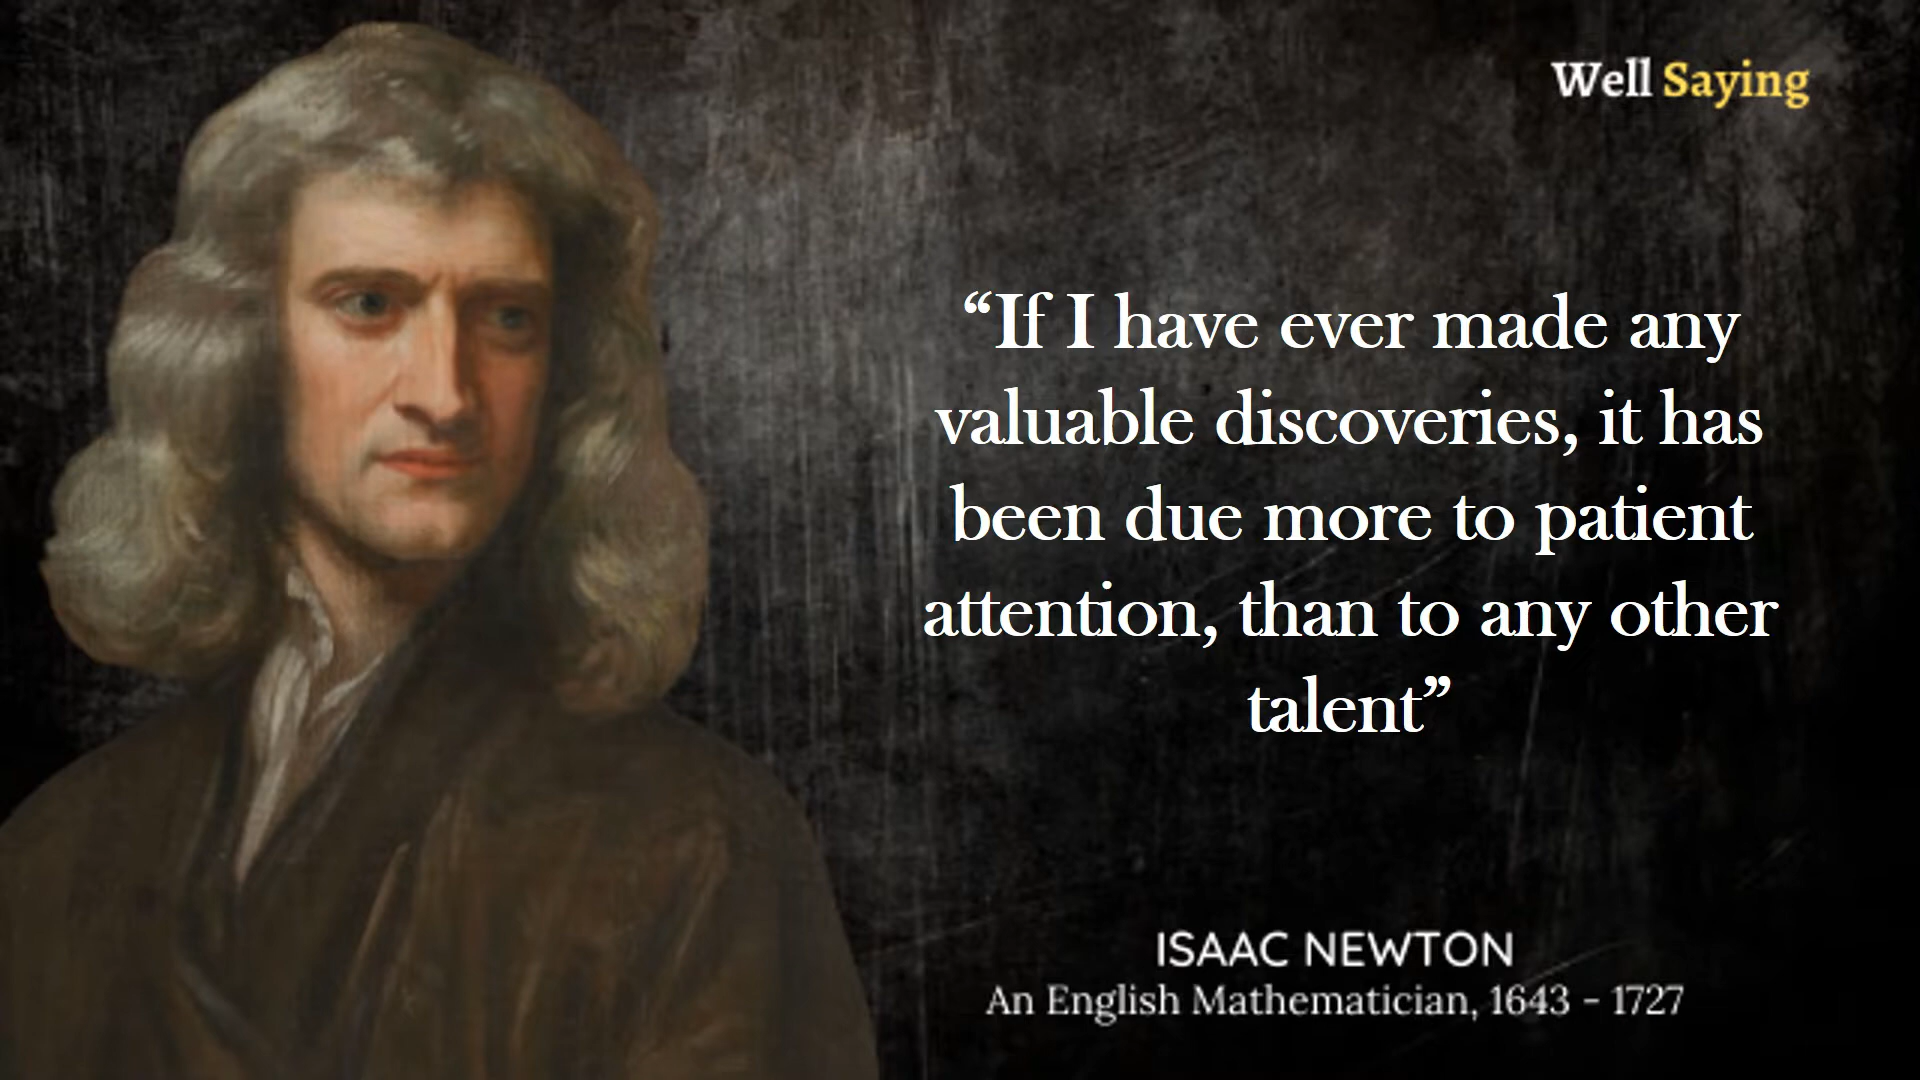 Well Saying
“If I have ever made any
valuable discoveries, it has
been due more to patient
attention, than to any other
talent”
ISAAC NEWTON
An English Mathematician, 1643 - 1727